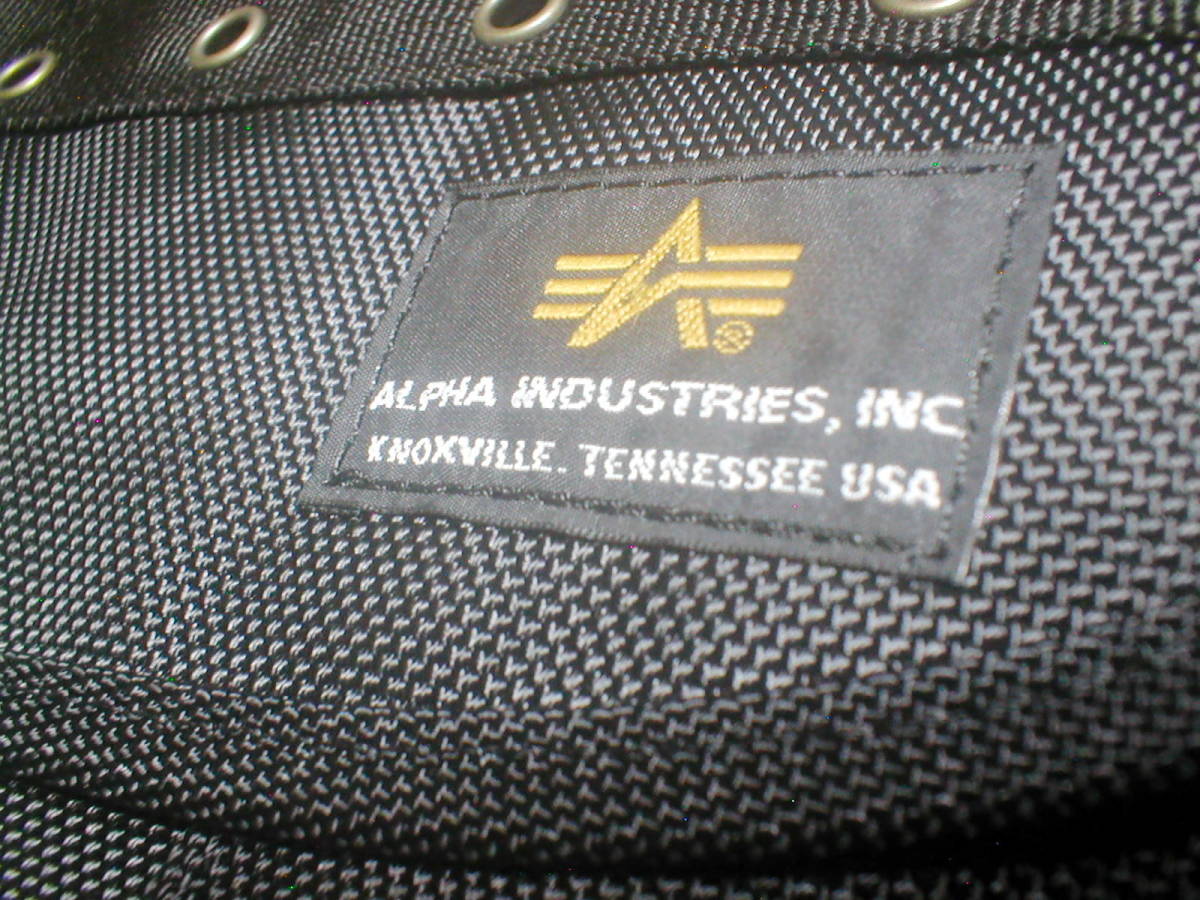 ®
ALPHA INDUSTRIES, INC
KNOXVILLE. TENNESSEE USA